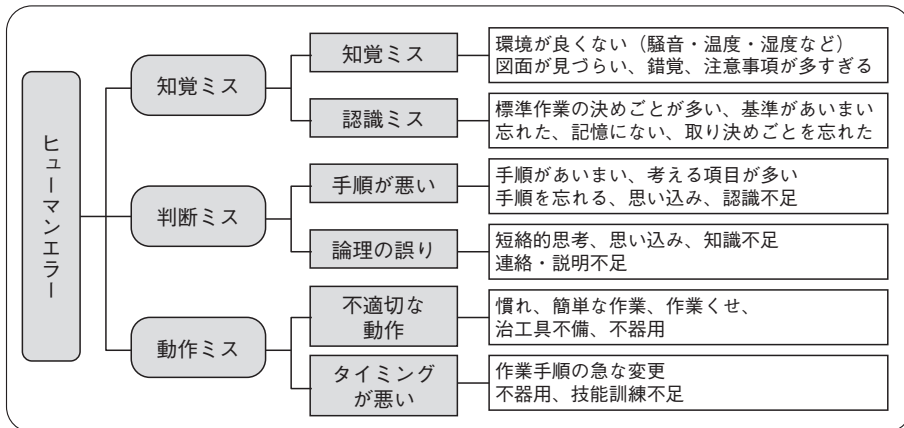 ヒューマンエラー
知覚ミス
知覚ミス
環境が良くない（騒音・温度・湿度など）
図面が見づらい、錯覚、注意事項が多すぎる
認識ミス
標準作業の決めごとが多い、基準があいまい
忘れた、記憶にない、取り決めごとを忘れた
判断ミス
手順が悪い
手順があいまい、考える項目が多い
手順を忘れる、思い込み、認識不足
論理の誤り
短絡的思考、思い込み、知識不足
連絡・説明不足
動作ミス
不適切な
動作
慣れ、簡単な作業、作業くせ、
治工具不備、不器用
タイミング
が悪い
作業手順の急な変更
不器用、技能訓練不足